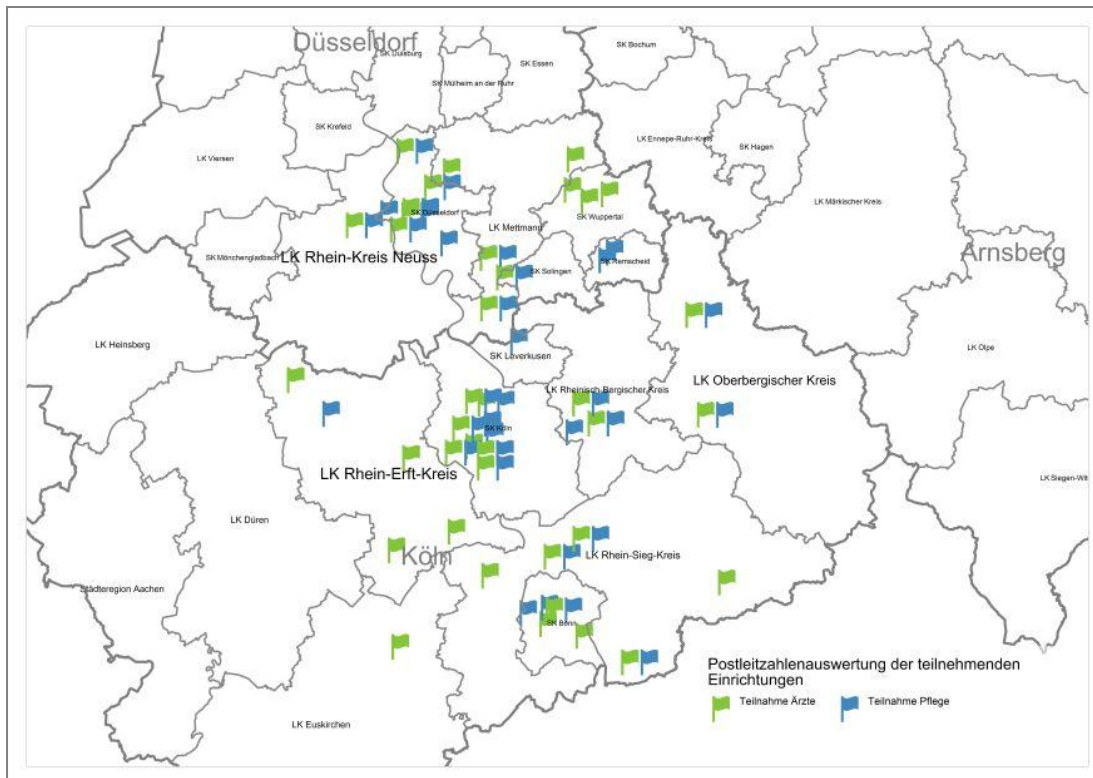 Düsseldorf
SK Duisburg
SK Bochum
SK Essen
SK Mülheim an der Ruhr
SK Krefeld
LK Ennepe-Ruhr-Kreis
SK Hagen
LK Viersen
LK Märkischer Kreis
SK Düsseldorf
SK Wuppertal
LK Mettmann
Arnsberg
LK Rhein-Kreis Neuss
SK Mönchengladbach
SK Remscheid
SK Solingen
LK Heinsberg
SK Leverkusen
LK Olpe
LK Oberbergischer Kreis
LK Rheinisch-Bergischer Kreis
SK Köln
LK Rhein-Erft-Kreis
LK Siegen-Wit
LK Düren
Köln
LK Rhein-Sieg-Kreis
Städteregion Aachen
SK Bonn
LK Euskirchen
Postleitzahlenauswertung der teilnehmenden
Einrichtungen
Teilnahme Ärzte
Teilnahme Pflege